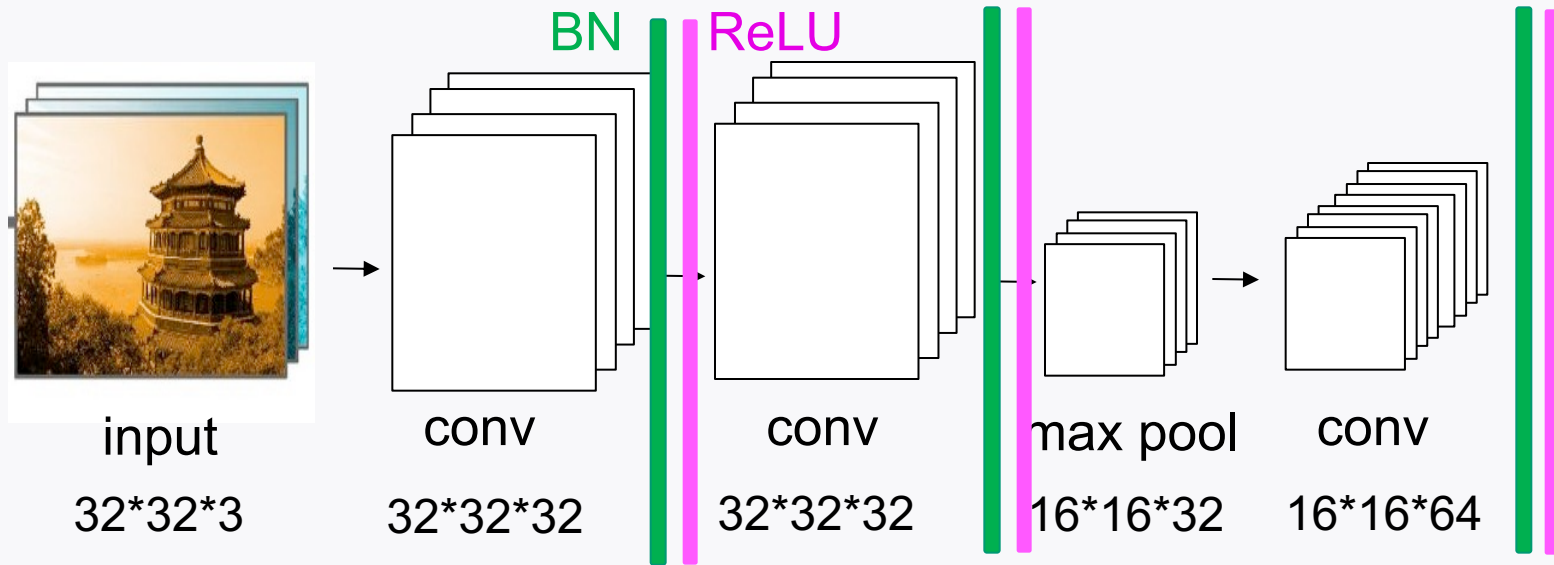 BN ReLU
input conv conv max pool conv
32*32*3 32*32*32 32*32*32 16*16*32 16*16*64